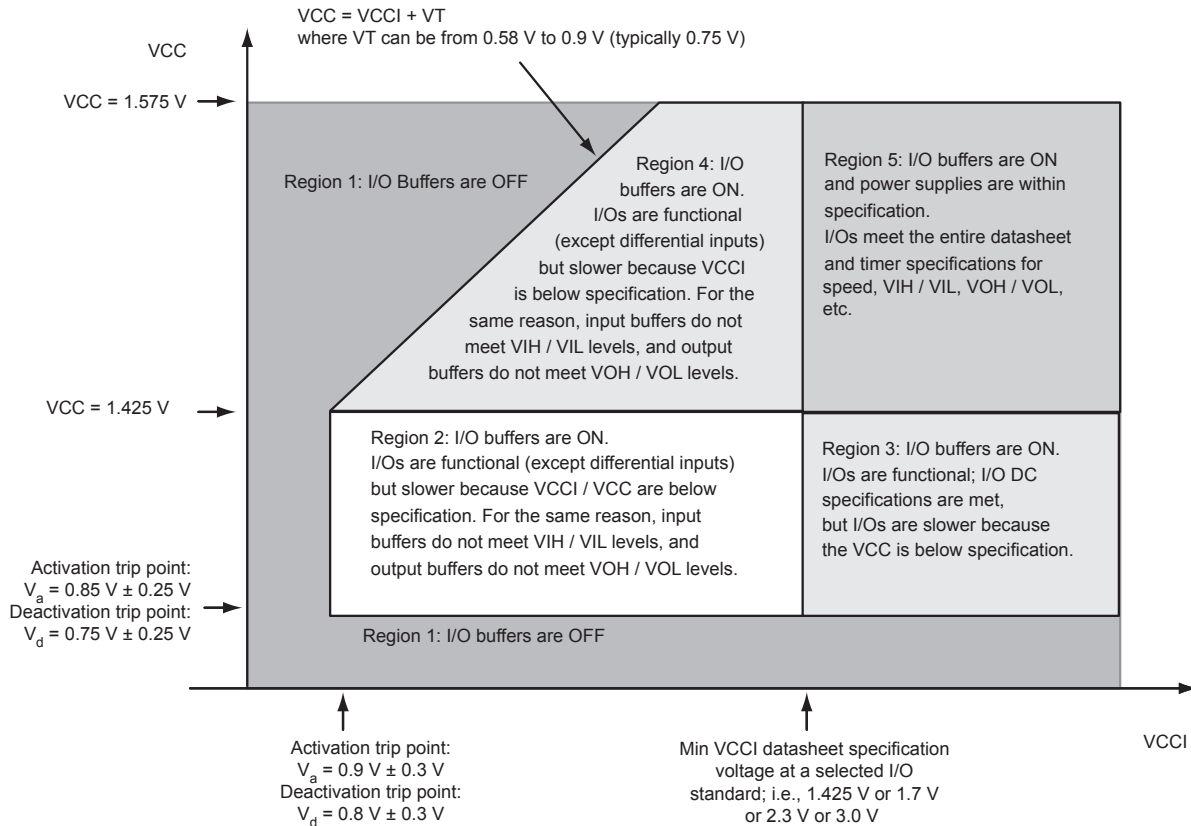 VCC = VCCI + VT
where VT can be from 0.58 V to 0.9 V (typically 0.75 V)
VCC
VCC = 1.575 V
Region 1: I/O Buffers are OFF
Region 4: I/O
buffers are ON.
I/Os are functional
(except differential inputs)
but slower because VCCI
is below specification. For the
same reason, input buffers do not
meet VIH / VIL levels, and output
buffers do not meet VOH / VOL levels.
Region 5: I/O buffers are ON
and power supplies are within
specification.
I/Os meet the entire datasheet
and timer specifications for
speed, VIH / VIL, VOH / VOL,
etc.
VCC = 1.425 V
Region 2: I/O buffers are ON.
I/Os are functional (except differential inputs)
but slower because VCCI / VCC are below
specification. For the same reason, input
buffers do not meet VIH / VIL levels, and
output buffers do not meet VOH / VOL levels.
Region 3: I/O buffers are ON.
I/Os are functional; I/O DC
specifications are met,
but I/Os are slower because
the VCC is below specification.
Activation trip point:
Va = 0.85 V ± 0.25 V
Deactivation trip point:
Vd = 0.75 V ± 0.25 V
Region 1: I/O buffers are OFF
Activation trip point:
Va = 0.9 V ± 0.3 V
Deactivation trip point:
Vd = 0.8 V ± 0.3 V
Min VCCI datasheet specification
voltage at a selected I/O
standard; i.e., 1.425 V or 1.7 V
or 2.3 V or 3.0 V
VCCI